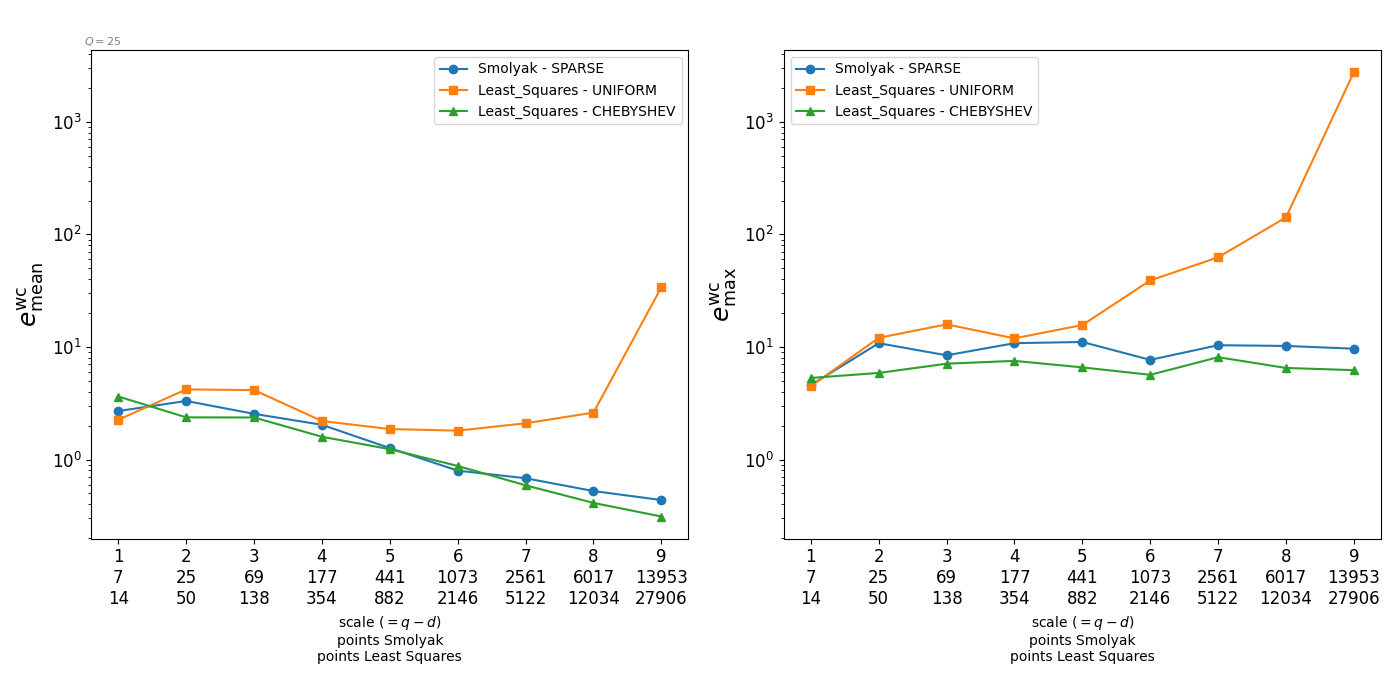 Q = 25
Smolyak - SPARSE
Least_Squares - UNIFORM
Least_Squares - CHEBYSHEV
10³
10²
10¹
10⁰
e^wc_mean
1 2 3 4 5 6 7 8 9
7 25 69 177 441 1073 2561 6017 13953
14 50 138 354 882 2146 5122 12034 27906
scale (= q − d)
points Smolyak
points Least Squares
Smolyak - SPARSE
Least_Squares - UNIFORM
Least_Squares - CHEBYSHEV
10³
10²
10¹
10⁰
e^wc_max
1 2 3 4 5 6 7 8 9
7 25 69 177 441 1073 2561 6017 13953
14 50 138 354 882 2146 5122 12034 27906
scale (= q − d)
points Smolyak
points Least Squares